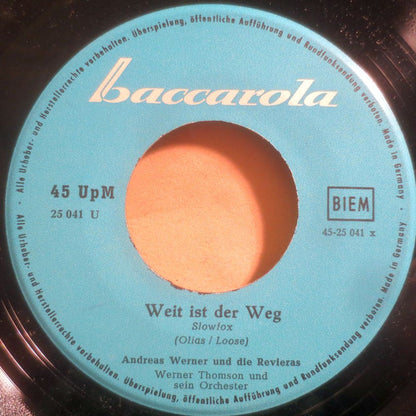 Alle Urheber- und Herstellerrechte vorbehalten. Überspielung, öffentliche Aufführung und Rundfunksendung verboten. Made in Germany
baccarola
45 UpM
25 041 U
BIEM
45-25 041 x
Weit ist der Weg
Slowfox
(Olias / Loose)
Andreas Werner und die Revieras
Werner Thomson und
sein Orchester
Alle Urheber- und Herstellerrechte vorbehalten. Überspielung, öffentliche Aufführung und Rundfunksendung verboten. Made in Germany